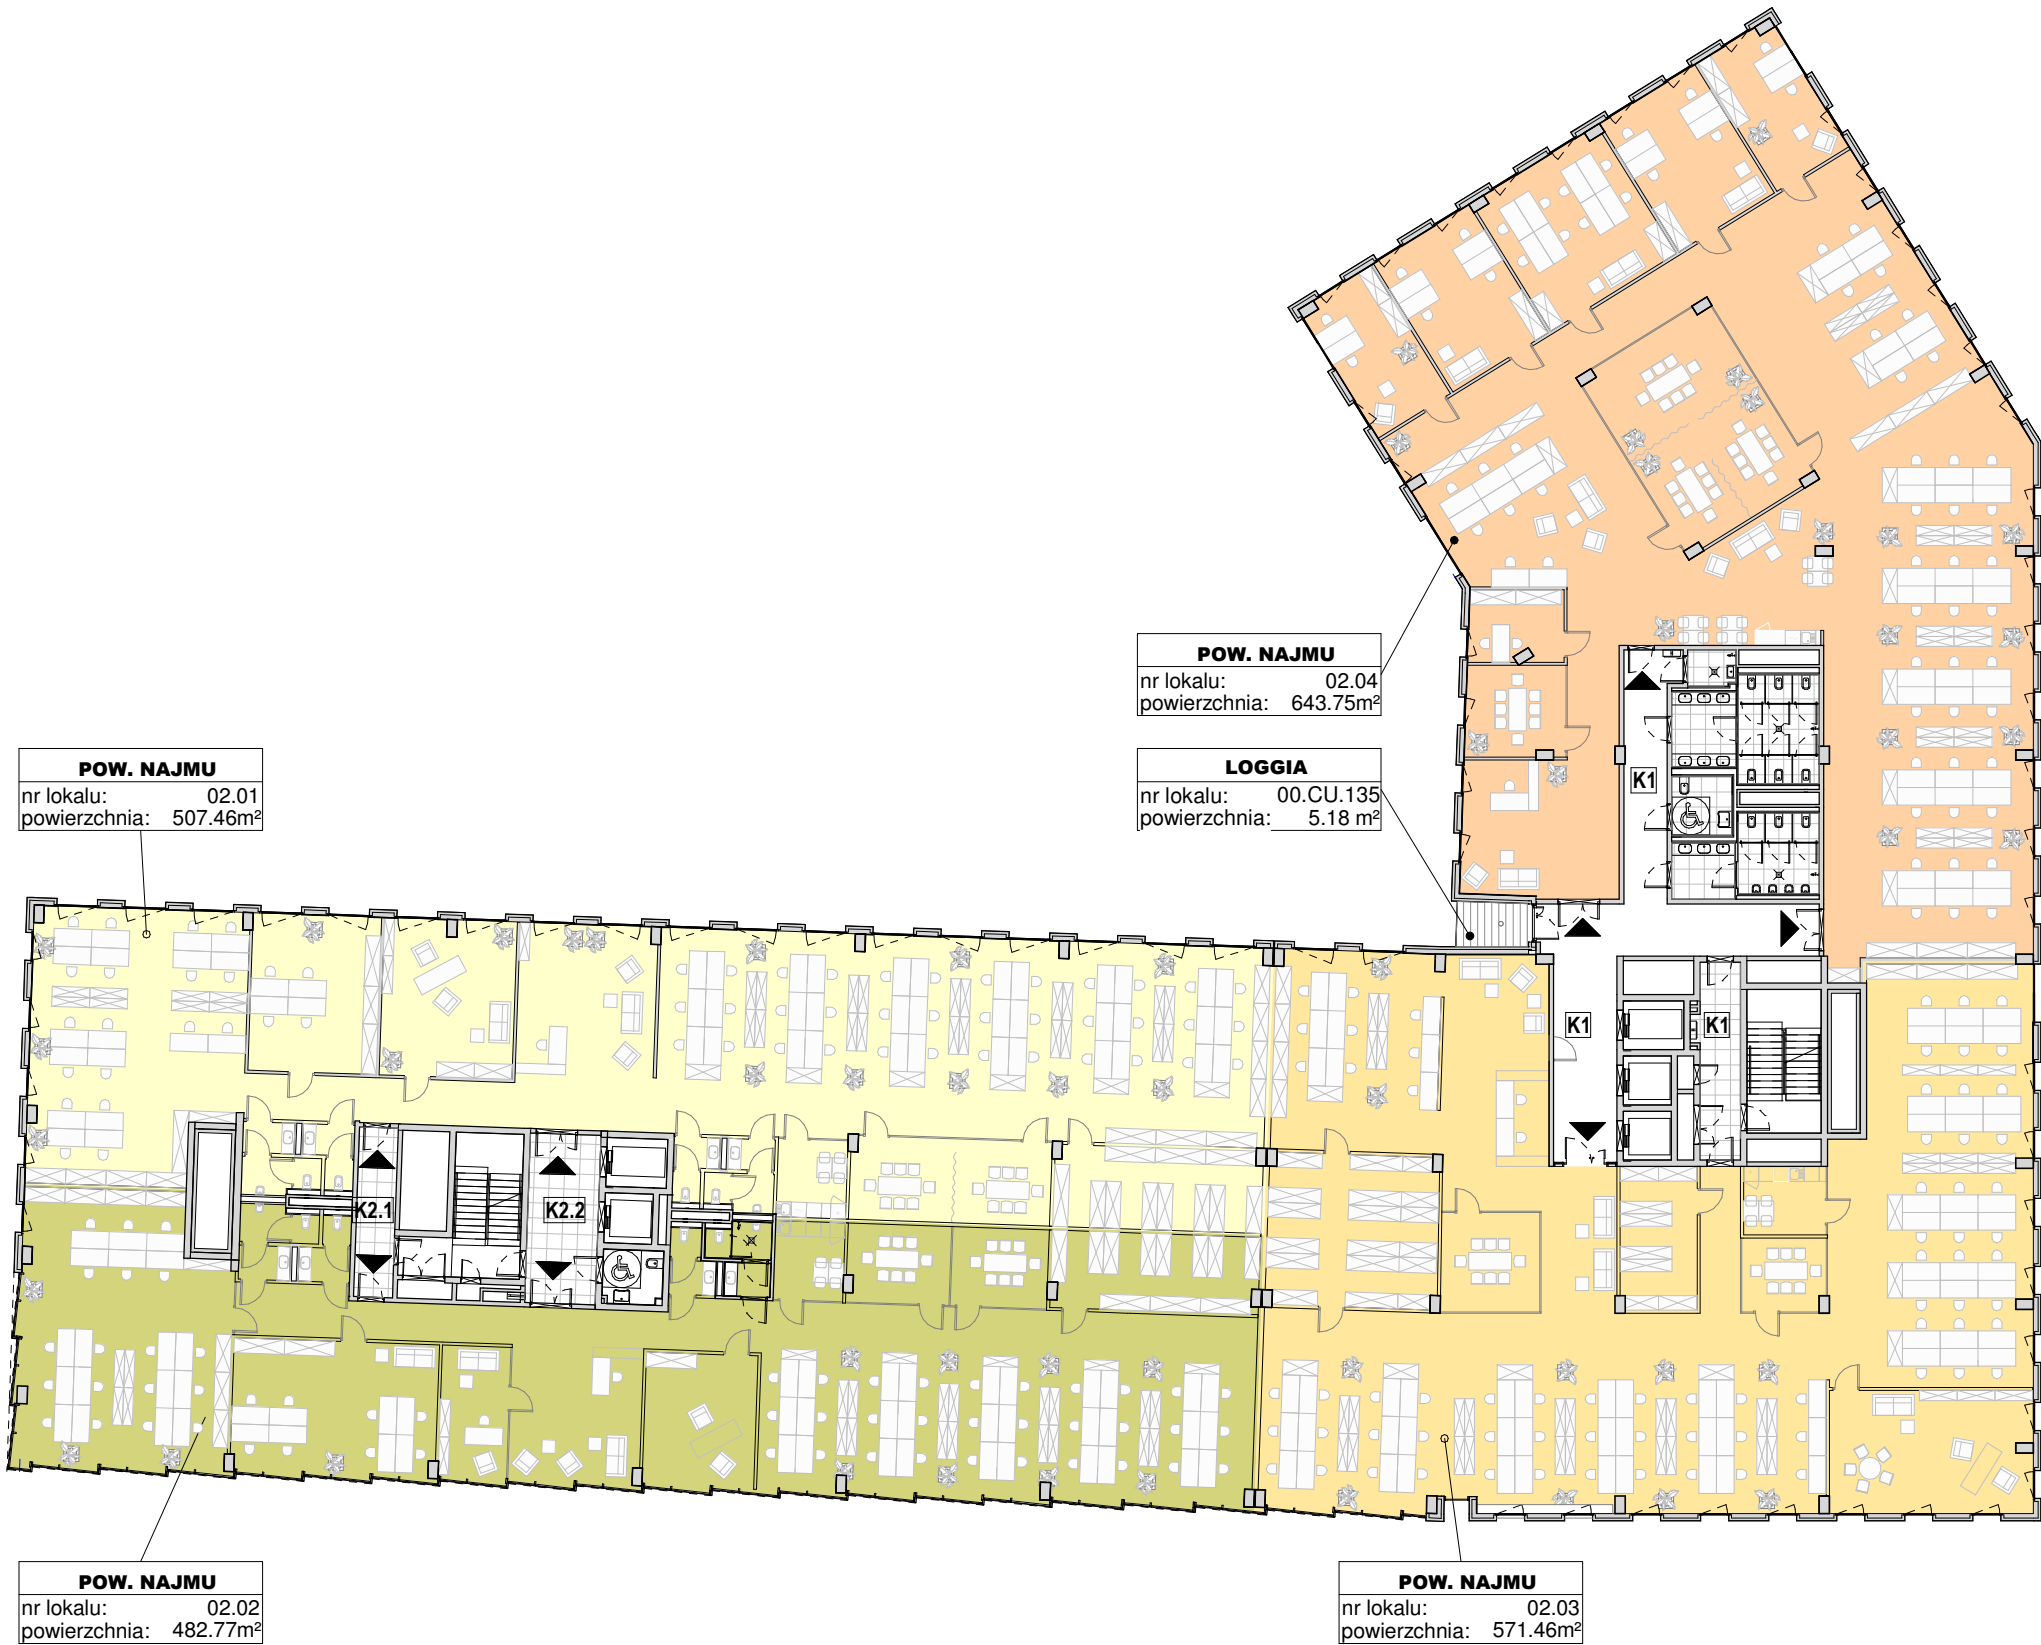 POW. NAJMU
nr lokalu: 02.04
powierzchnia: 643.75m²
LOGGIA
nr lokalu: 00.CU.135
powierzchnia: 5.18 m²
K1
POW. NAJMU
nr lokalu: 02.01
powierzchnia: 507.46m²
K1
K1
K2.1
K2.2
POW. NAJMU
nr lokalu: 02.02
powierzchnia: 482.77m²
POW. NAJMU
nr lokalu: 02.03
powierzchnia: 571.46m²